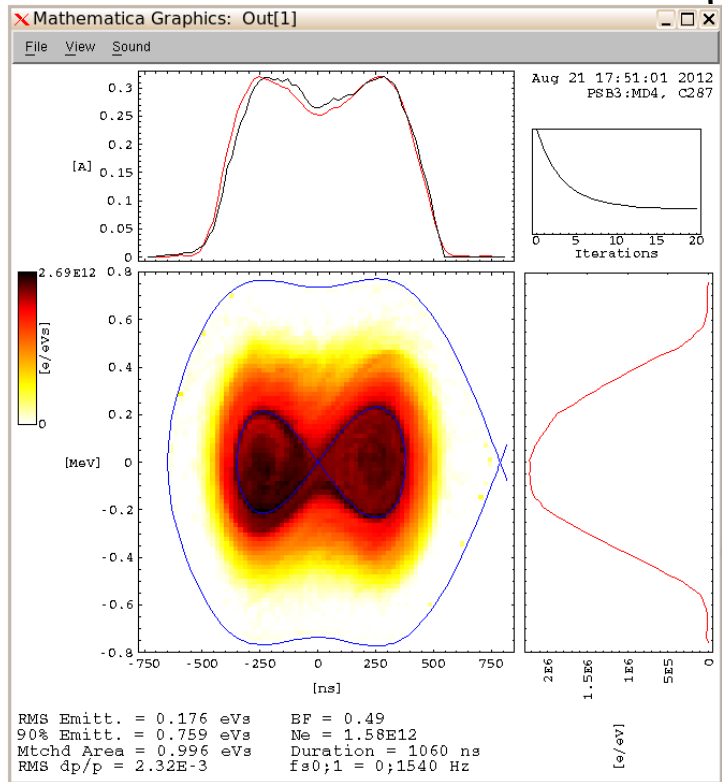 Mathematica Graphics: Out[1]
File View Sound
Aug 21 17:51:01 2012
PSB3:MD4, C287
0.3
0.25
0.2
[A] 0.15
0.1
0.05
0
0 5 10 15 20
Iterations
2.69E12
[e/eVs]
0
0.8
0.6
0.4
0.2
[MeV] 0
-0.2
-0.4
-0.6
-0.8
-750 -500 -250 0 250 500 750
[ns]
2E6 1.5E6 1E6 5E5 0
[e/eV]
RMS Emitt. = 0.176 eVs BF = 0.49
90% Emitt. = 0.759 eVs Ne = 1.58E12
Mtchd Area = 0.996 eVs Duration = 1060 ns
RMS dp/p = 2.32E-3 fs0;1 = 0;1540 Hz